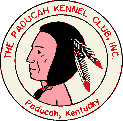 THE PADUCAH KENNEL CLUB, INC.
Paducah, Kentucky